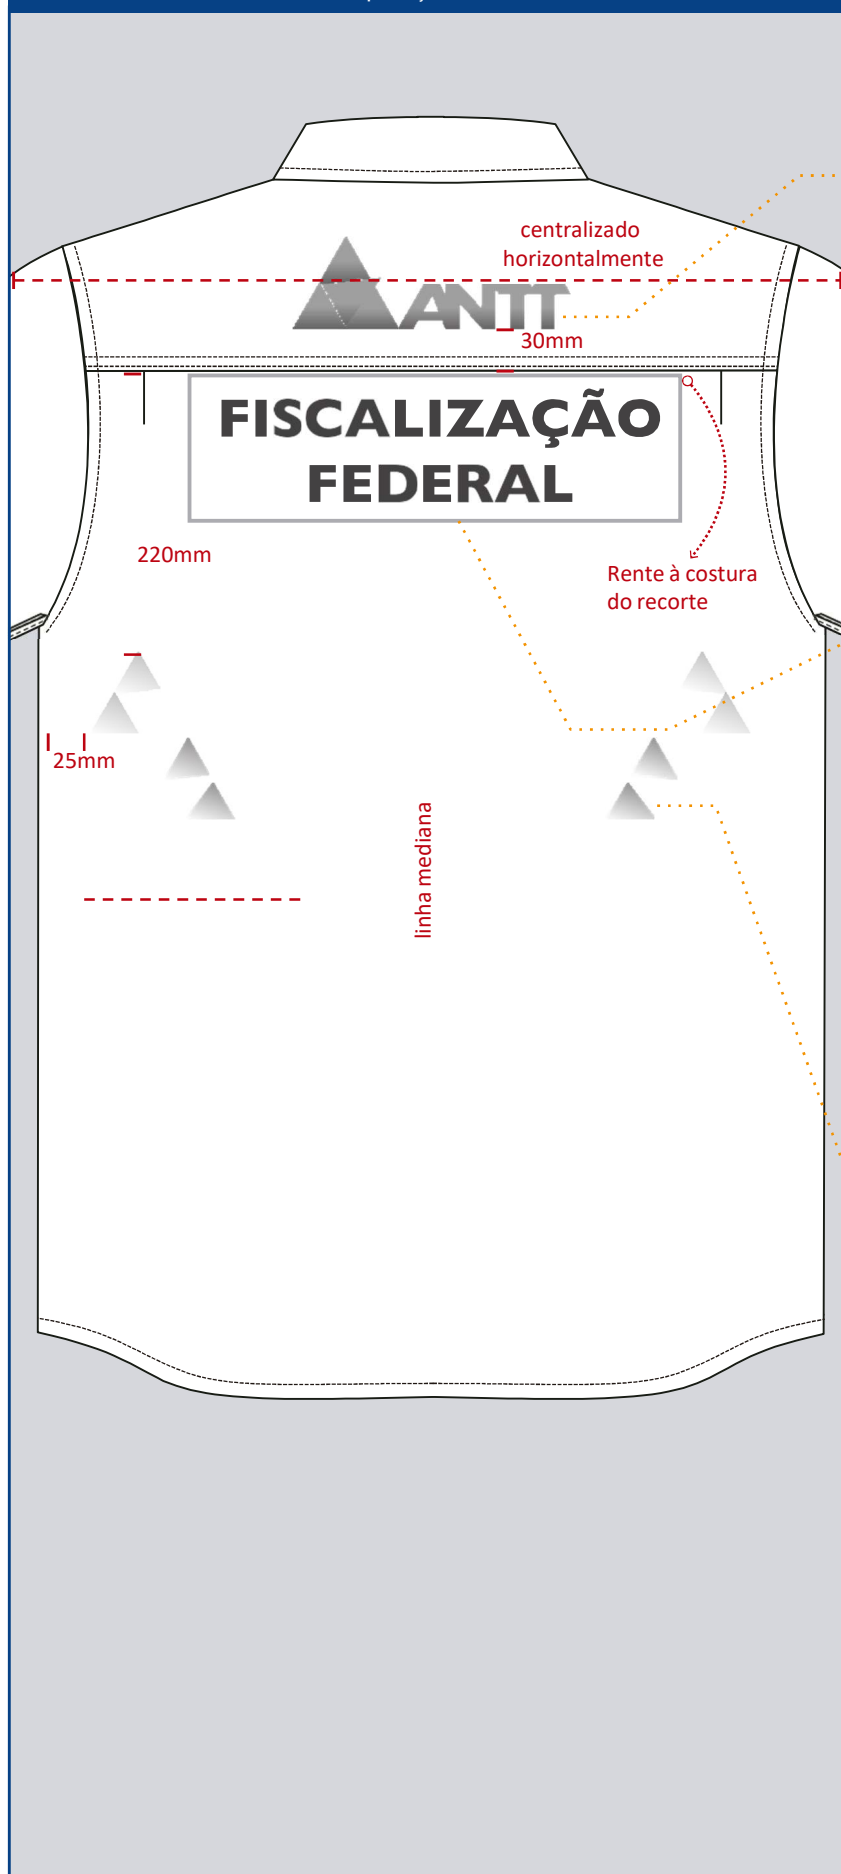 centralizado
horizontalmente
ANTT
30mm
FISCALIZAÇÃO
FEDERAL
220mm
Rente à costura
do recorte
25mm
linha mediana